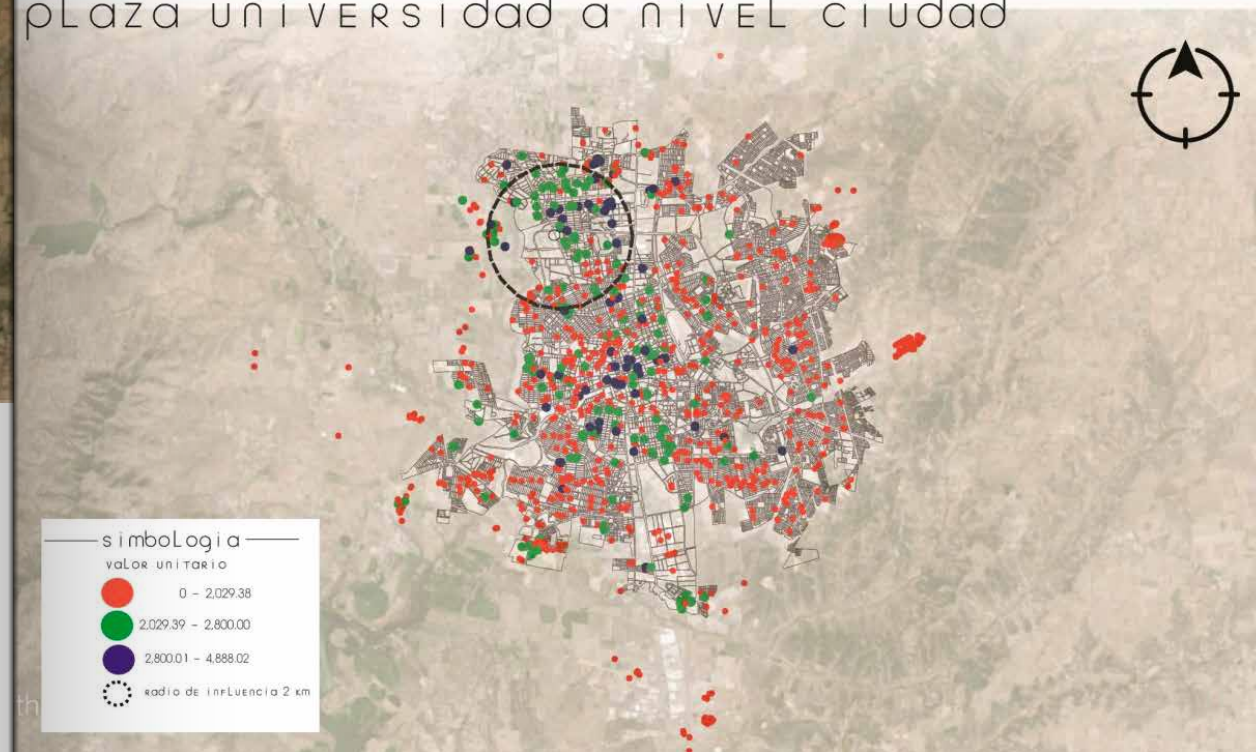 pLaza UNIVERSIdad a NIVEL CIUdad
simboLogia
vaLOR UNITARIO
0 - 2,029.38
2,029.39 - 2,800.00
2,800.01 - 4,888.02
Radio de InfLUencia 2 km
th